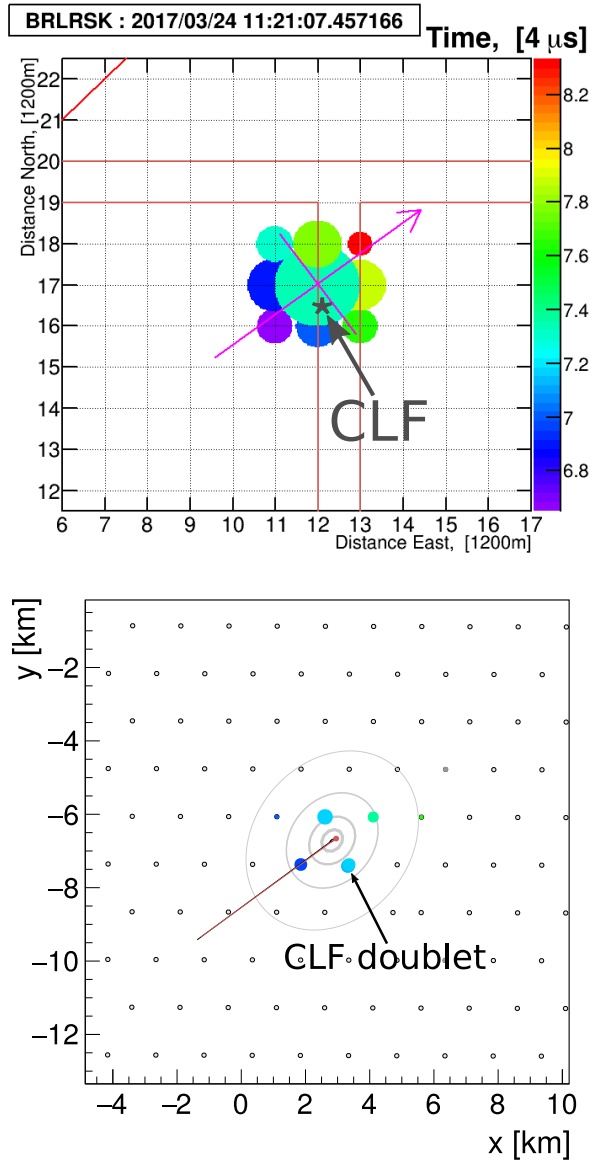 BRLRSK : 2017/03/24 11:21:07.457166
Time, [4 μs]
Distance North, [1200m]
22
21
20
19
18
17
16
15
14
13
12
6 7 8 9 10 11 12 13 14 15 16 17
Distance East, [1200m]
8.2
8
7.8
7.6
7.4
7.2
7
6.8
CLF
y [km]
−2
−4
−6
−8
−10
−12
CLF doublet
−4 −2 0 2 4 6 8 10
x [km]